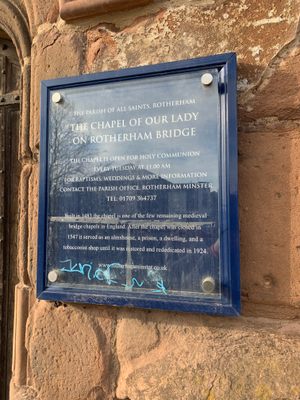 THE PARISH OF ALL SAINTS, ROTHERHAM
THE CHAPEL OF OUR LADY
ON ROTHERHAM BRIDGE
THE CHAPEL IS OPEN FOR HOLY COMMUNION
EVERY TUESDAY AT 11.00 AM
FOR BAPTISMS, WEDDINGS & MORE INFORMATION
CONTACT THE PARISH OFFICE, ROTHERHAM MINSTER
TEL: 01709 364737
Built in 1483 the chapel is one of the few remaining medieval
bridge chapels in England. After the chapel was closed in
1547 it served as an almshouse, a prison, a dwelling, and a
tobacconist shop until it was restored and rededicated in 1924.
www.rotherhamminster.co.uk